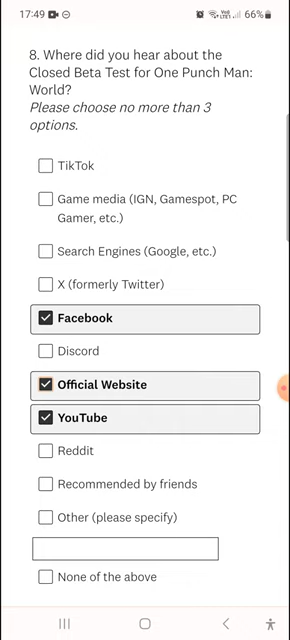 17:49 66%
8. Where did you hear about the
Closed Beta Test for One Punch Man:
World?
Please choose no more than 3
options.
TikTok
Game media (IGN, Gamespot, PC
Gamer, etc.)
Search Engines (Google, etc.)
X (formerly Twitter)
Facebook
Discord
Official Website
YouTube
Reddit
Recommended by friends
Other (please specify)
None of the above